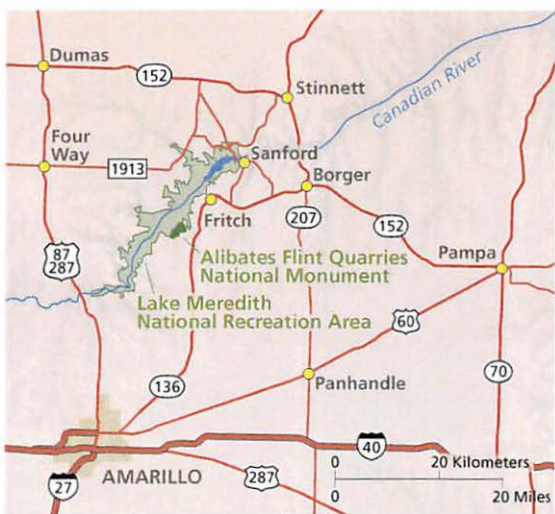 Dumas
152
Stinnett
Canadian River
Four
Way
1913
Sanford
Borger
Fritch
207
152
87
287
Alibates Flint Quarries
National Monument
Pampa
Lake Meredith
National Recreation Area
60
136
Panhandle
70
40
AMARILLO
27
287
0 20 Kilometers
0 20 Miles